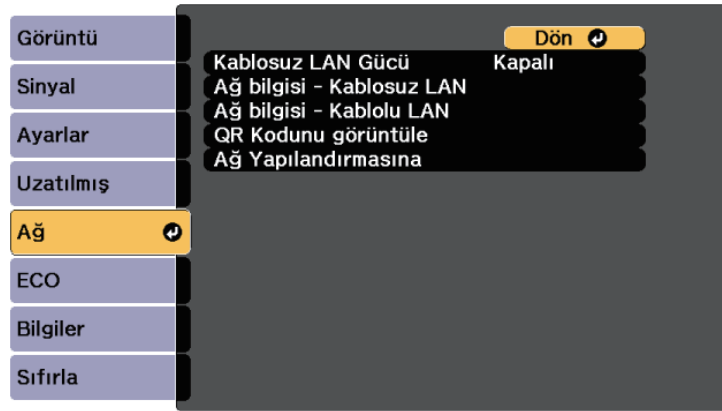 Görüntü
Sinyal
Ayarlar
Uzatılmış
Ağ
ECO
Bilgiler
Sıfırla
Dön
Kablosuz LAN Gücü Kapalı
Ağ bilgisi - Kablosuz LAN
Ağ bilgisi - Kablolu LAN
QR Kodunu görüntüle
Ağ Yapılandırmasına